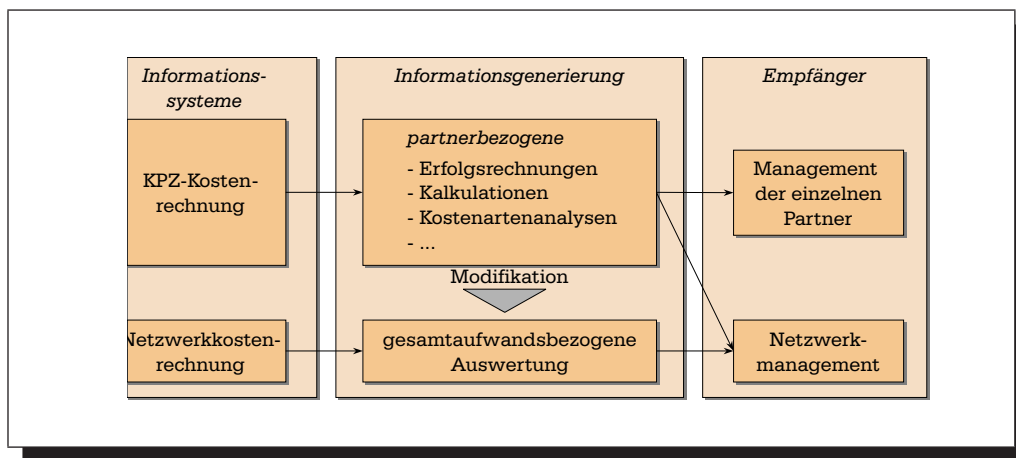 Informations-
systeme
KPZ-Kosten-
rechnung
Netzwerkkosten-
rechnung
Informationsgenerierung
partnerbezogene
- Erfolgsrechnungen
- Kalkulationen
- Kostenartenanalysen
- ...
Modifikation
gesamtaufwandsbezogene
Auswertung
Empfänger
Management
der einzelnen
Partner
Netzwerk-
management